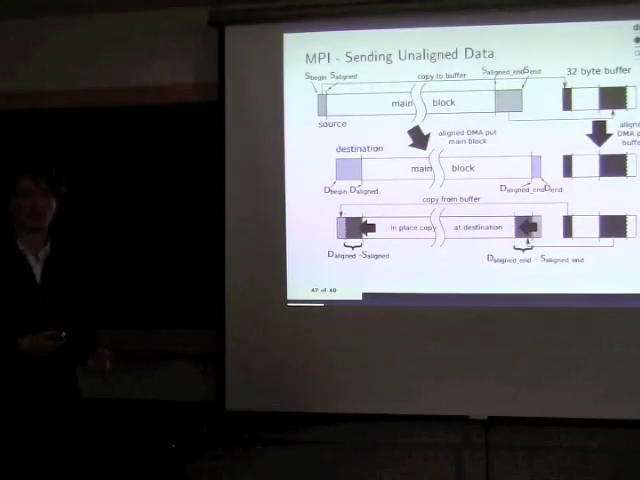 MPI - Sending Unaligned Data
Sbegin Saligned
copy to buffer
Saligned_end Send
32 byte buffer
main block
source
aligned DMA put
main block
destination
main block
Dbegin Daligned
Daligned_end Dend
copy from buffer
in place copy at destination
Daligned - Saligned
Daligned_end - Saligned_end
47 of 49